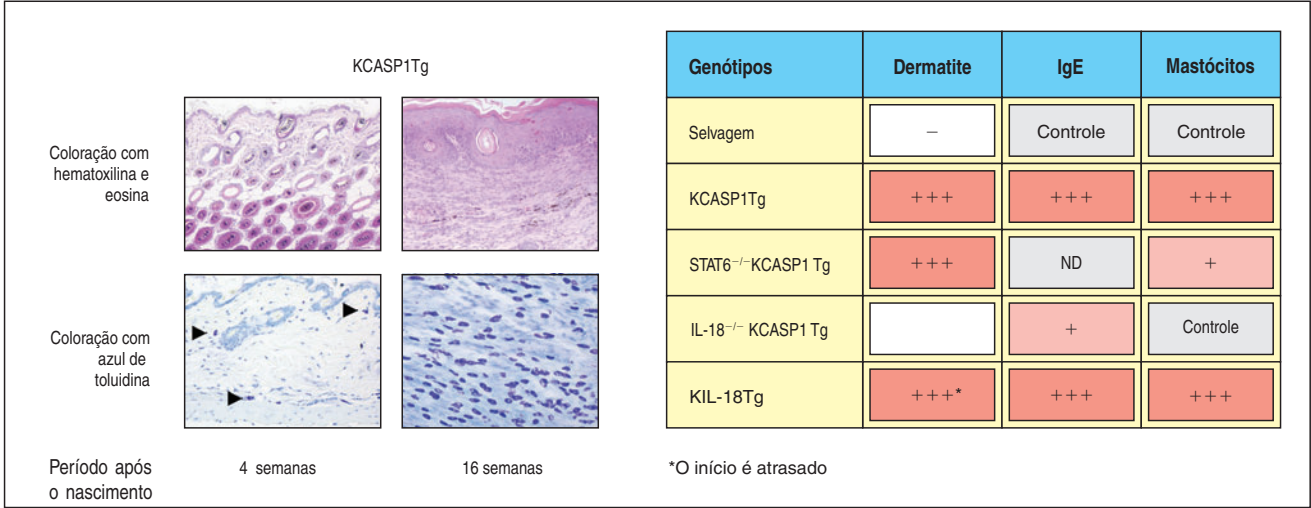 KCASP1Tg
Coloração com
hematoxilina e
eosina
Coloração com
azul de
toluidina
Período após
o nascimento
4 semanas
16 semanas
Genótipos Dermatite IgE Mastócitos
Selvagem − Controle Controle
KCASP1Tg +++ +++ +++
STAT6−/−KCASP1 Tg +++ ND +
IL-18−/− KCASP1 Tg + Controle
KIL-18Tg +++* +++ +++
*O início é atrasado